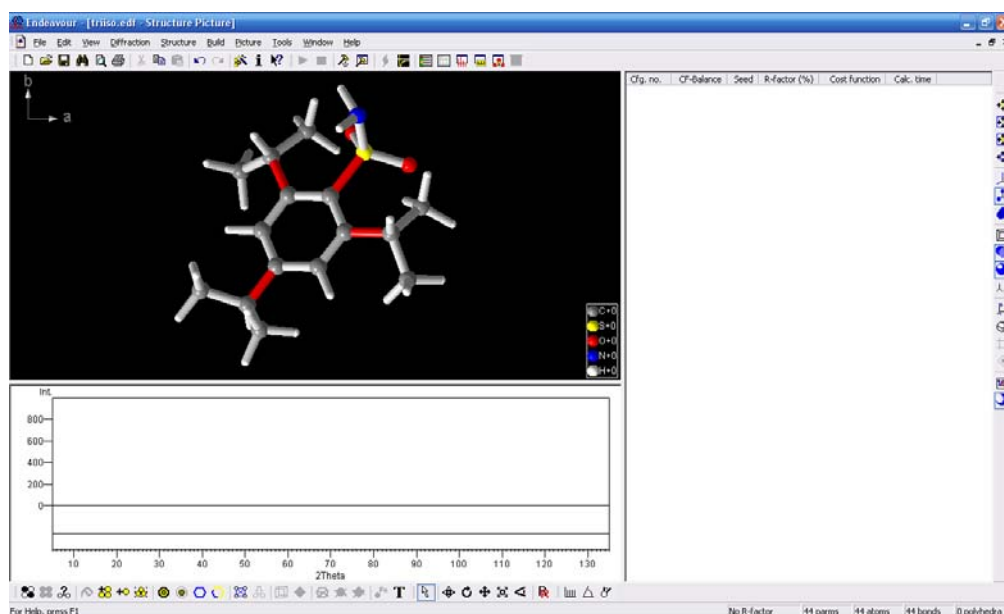 Endeavour - [triiso.edf - Structure Picture]
File Edit View Diffraction Structure Build Picture Tools Window Help
b
a
C+0
S+0
O+0
N+0
H+0
Cfg. no. CF-Balance Seed R-factor (%) Cost function Calc. time
Int.
800
600
400
200
0
10 20 30 40 50 60 70 80 90 100 110 120 130
2Theta
T
For Help, press F1 No R-factor 44 parms 44 atoms 44 bonds 0 polyhedra